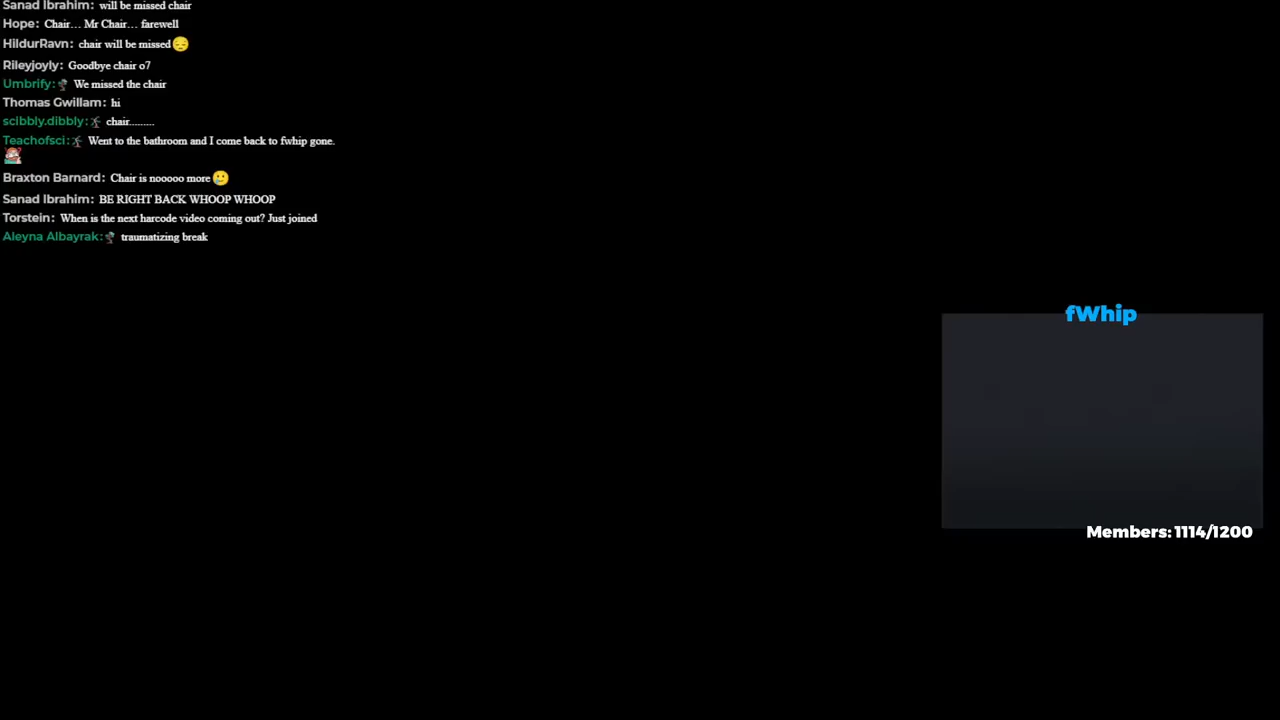 Sanad Ibrahim: will be missed chair
Hope: Chair… Mr Chair… farewell
HildurRavn: chair will be missed😔
Rileyjoyly: Goodbye chair o7
Umbrify: We missed the chair
Thomas Gwillam: hi
scibbly.dibbly: chair.........
Teachofsci: Went to the bathroom and I come back to fwhip gone.
Braxton Barnard: Chair is nooooo more🥲
Sanad Ibrahim: BE RIGHT BACK WHOOP WHOOP
Torstein: When is the next harcode video coming out? Just joined
Aleyna Albayrak: traumatizing break
fWhip
Members: 1114/1200